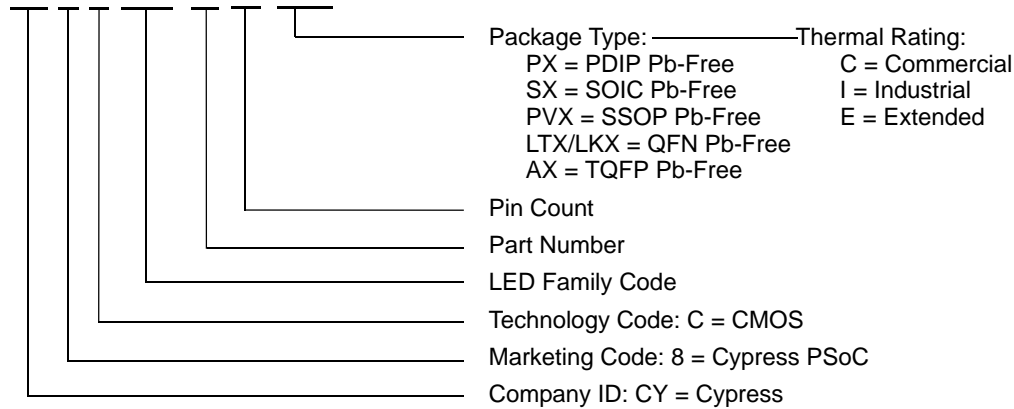 Package Type: Thermal Rating:
PX = PDIP Pb-Free C = Commercial
SX = SOIC Pb-Free I = Industrial
PVX = SSOP Pb-Free E = Extended
LTX/LKX = QFN Pb-Free
AX = TQFP Pb-Free
Pin Count
Part Number
LED Family Code
Technology Code: C = CMOS
Marketing Code: 8 = Cypress PSoC
Company ID: CY = Cypress